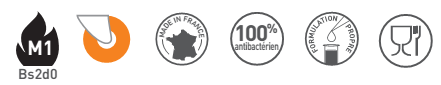 M1
Bs2d0
MADE IN FRANCE
100%
antibactérien
FORMULATION PROPRE